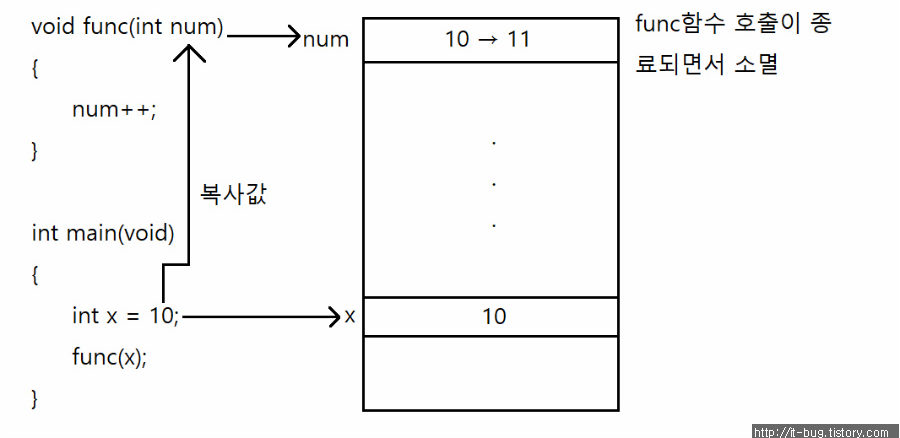 void func(int num)
{
num++;
}
복사값
int main(void)
{
int x = 10;
func(x);
}
num
10 → 11
.
.
.
x
10
func함수 호출이 종
료되면서 소멸
http://it-bug.tistory.com